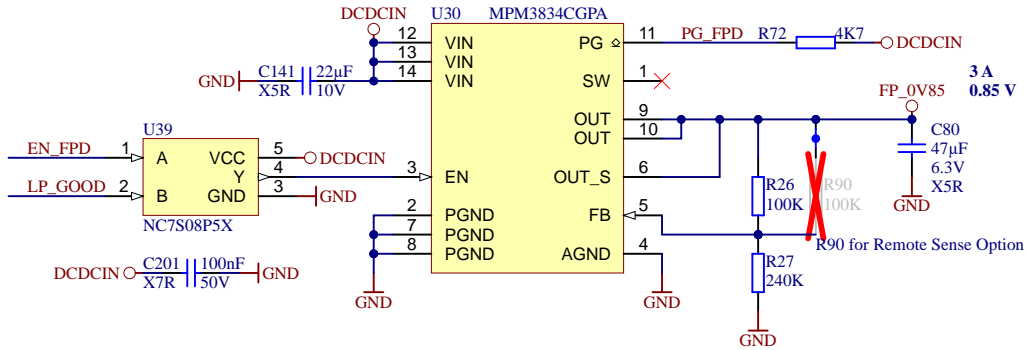 DCDCIN
U30 MPM3834CGPA
12 VIN
13 VIN
14 VIN
PG 11 PG_FPD R72 4K7 DCDCIN
GND C141 22µF
X5R 10V
SW 1
3 A
0.85 V
FP_0V85
OUT 9
OUT 10
C80
47µF
6.3V
X5R
GND
U39
EN_FPD 1 A VCC 5 DCDCIN
Y 4 3 EN
LP_GOOD 2 B GND 3 GND
NC7S08P5X
OUT_S 6
R26
100K
R90
100K
2 PGND
7 PGND
8 PGND
FB 5
AGND 4
R90 for Remote Sense Option
R27
240K
DCDCIN C201 100nF GND
X7R 50V
GND
GND
GND